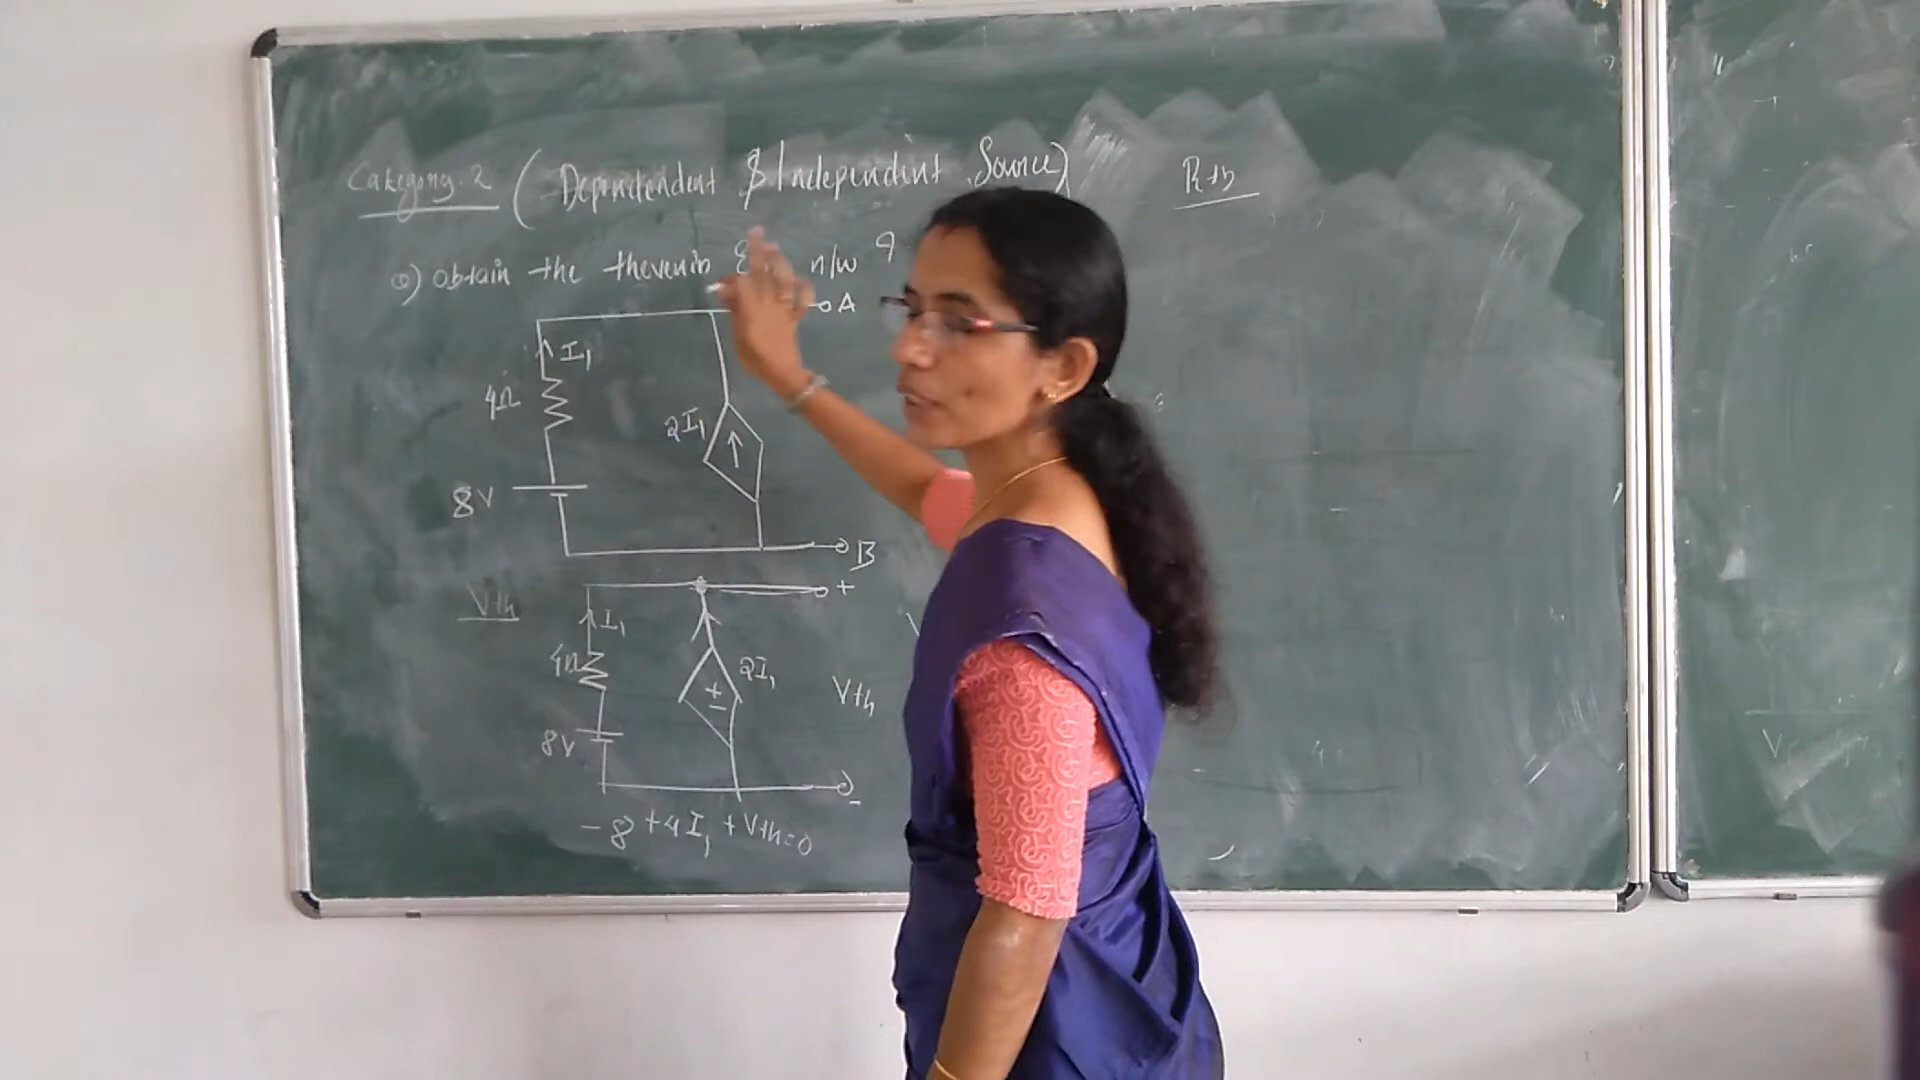 Category. 2 ( Dependendent & Independent Source)
Q) Obtain the thevenin n/w ?
A
I1
4Ω
2I1
8V
B
Vth
+
I1
4Ω
2I1
+
-
Vth
8V
-
-8 +4I1 +Vth=0
Rth